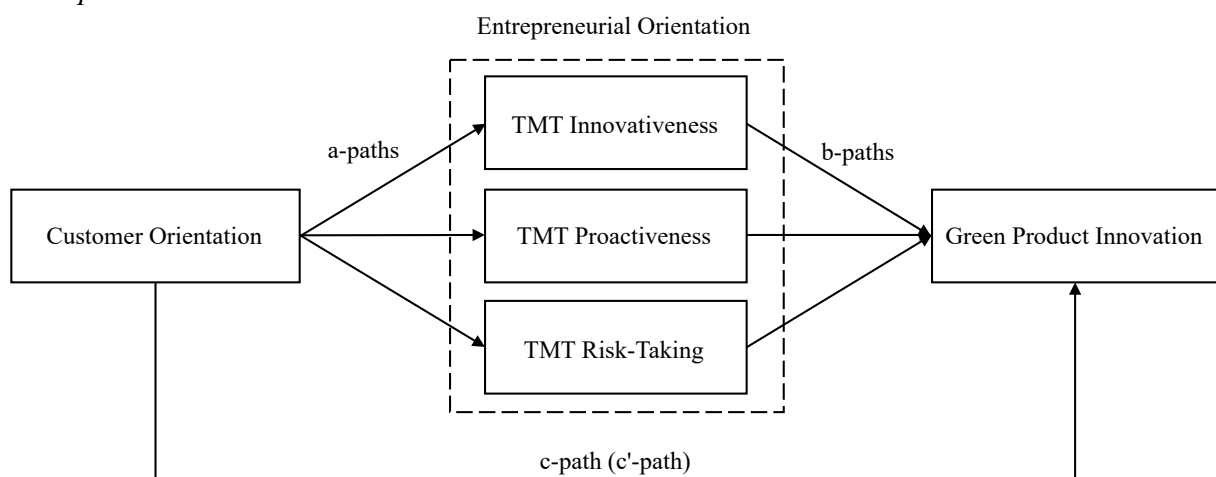 Entrepreneurial Orientation
TMT Innovativeness
a-paths
b-paths
Customer Orientation
TMT Proactiveness
Green Product Innovation
TMT Risk-Taking
c-path (c'-path)